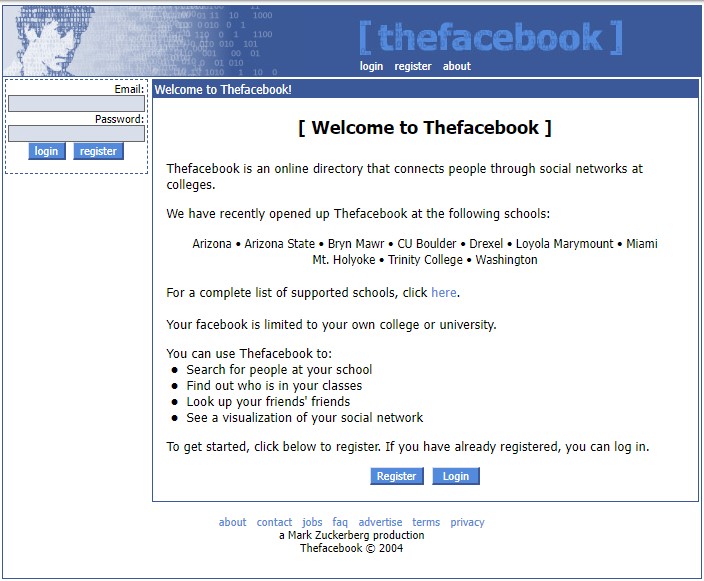 [ thefacebook ]
login register about
Email:
Password:
login register
Welcome to Thefacebook!
[ Welcome to Thefacebook ]
Thefacebook is an online directory that connects people through social networks at
colleges.
We have recently opened up Thefacebook at the following schools:
Arizona • Arizona State • Bryn Mawr • CU Boulder • Drexel • Loyola Marymount • Miami
Mt. Holyoke • Trinity College • Washington
For a complete list of supported schools, click here.
Your facebook is limited to your own college or university.
You can use Thefacebook to:
● Search for people at your school
● Find out who is in your classes
● Look up your friends' friends
● See a visualization of your social network
To get started, click below to register. If you have already registered, you can log in.
Register Login
about contact jobs faq advertise terms privacy
a Mark Zuckerberg production
Thefacebook © 2004